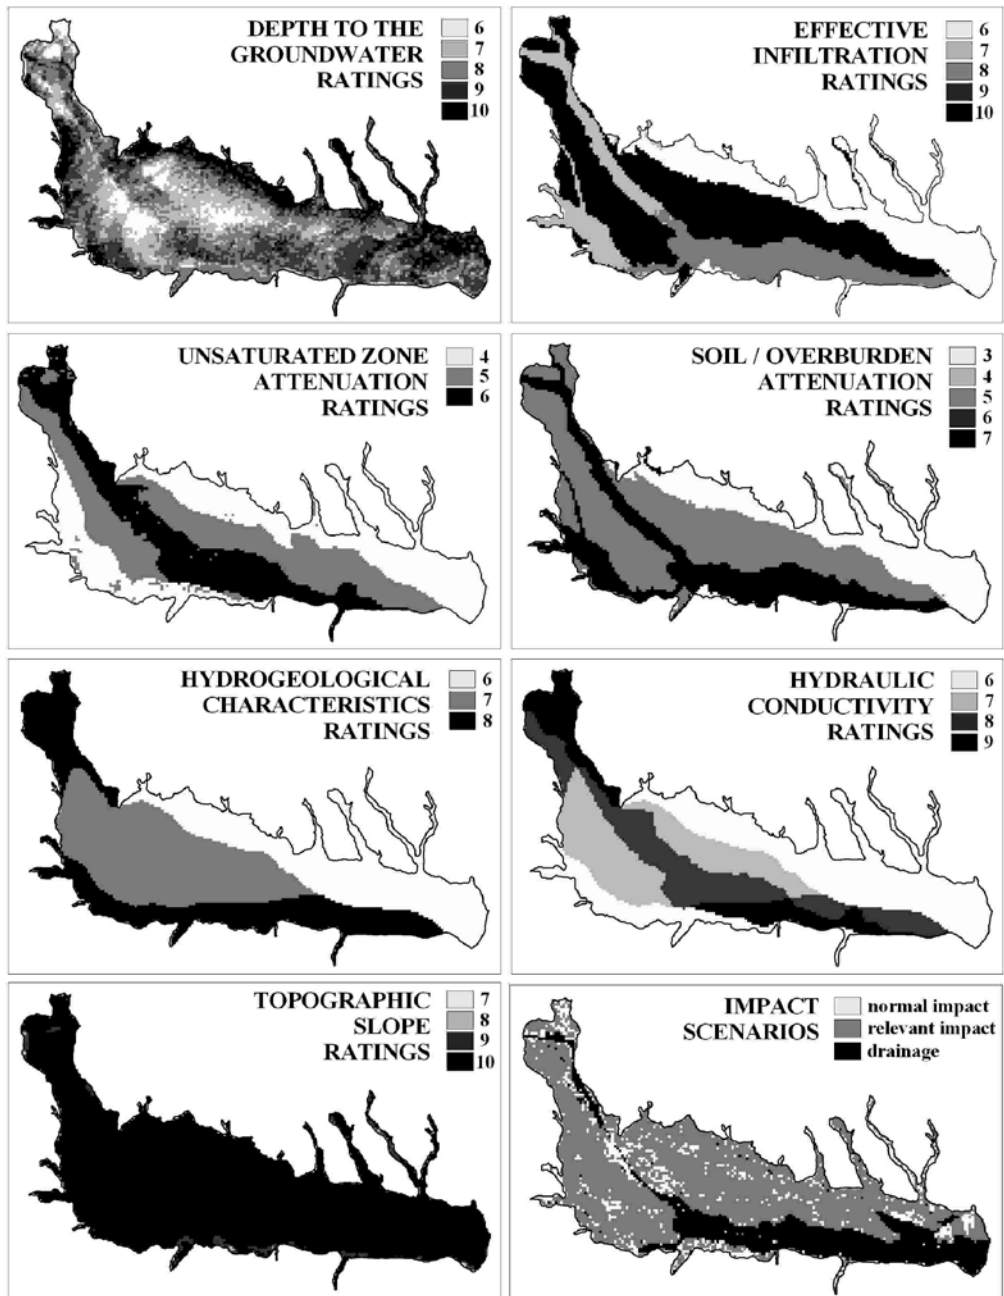 DEPTH TO THE
GROUNDWATER
RATINGS
6
7
8
9
10
EFFECTIVE
INFILTRATION
RATINGS
6
7
8
9
10
UNSATURATED ZONE
ATTENUATION
RATINGS
4
5
6
SOIL / OVERBURDEN
ATTENUATION
RATINGS
3
4
5
6
7
HYDROGEOLOGICAL
CHARACTERISTICS
RATINGS
6
7
8
HYDRAULIC
CONDUCTIVITY
RATINGS
6
7
8
9
TOPOGRAPHIC
SLOPE
RATINGS
7
8
9
10
IMPACT
SCENARIOS
normal impact
relevant impact
drainage